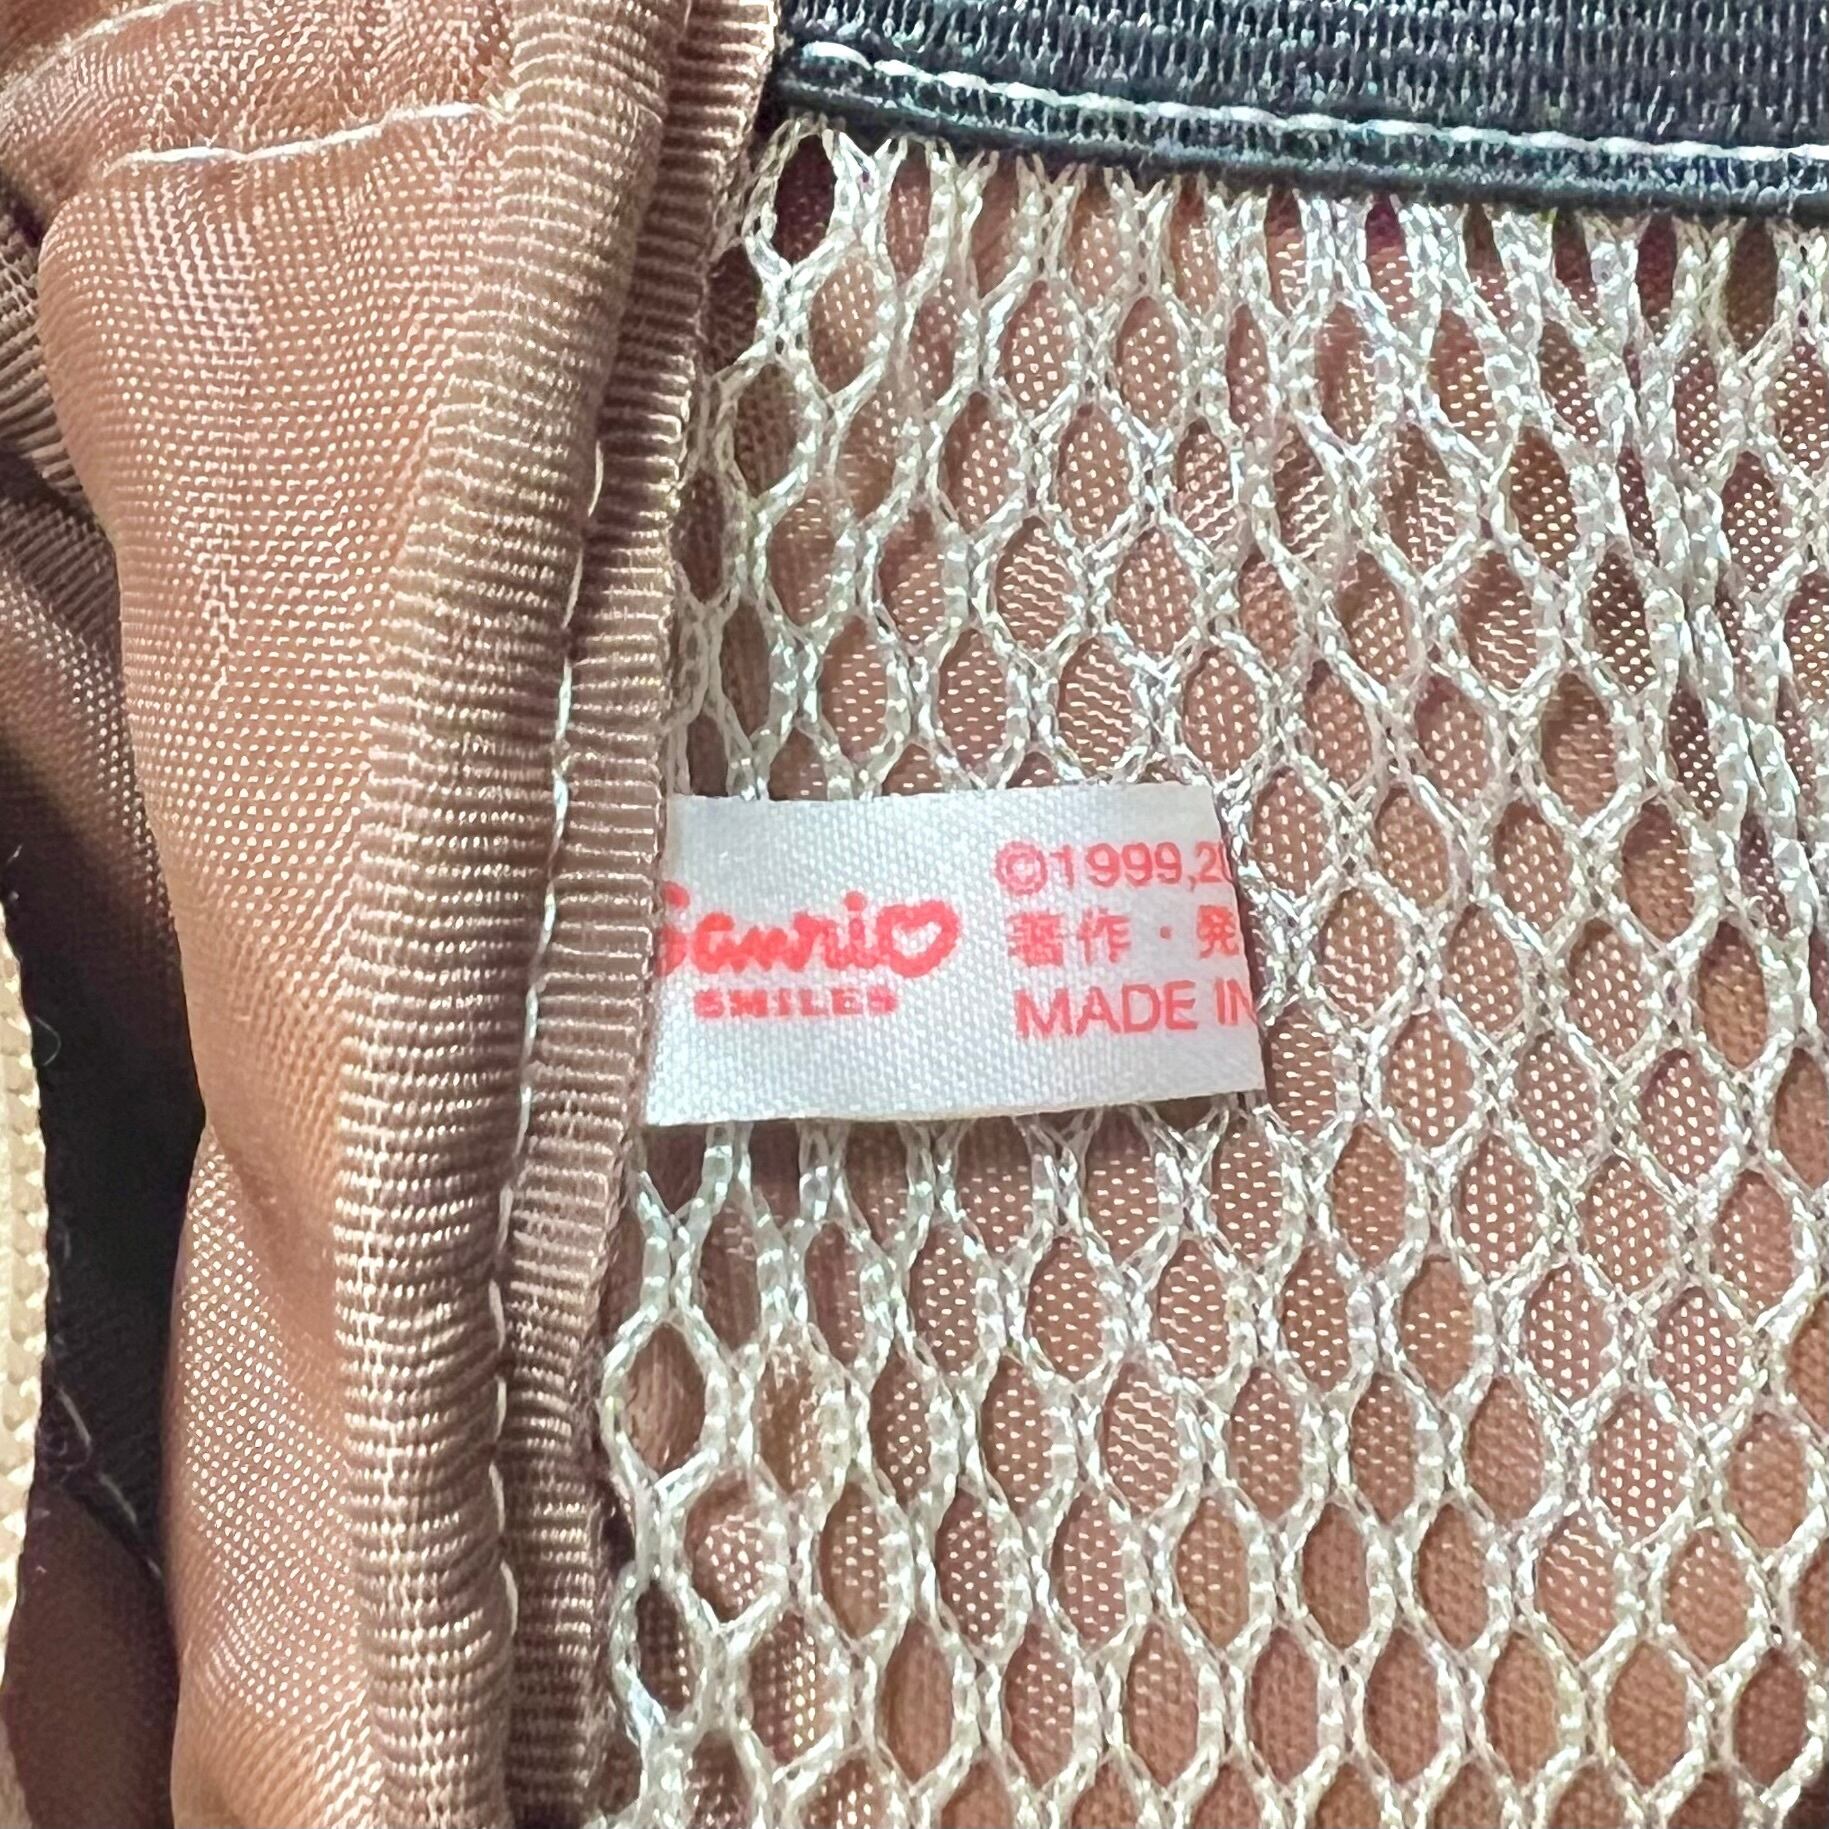 Sanrio
SMILES
©1999,20
著作・発
MADE IN